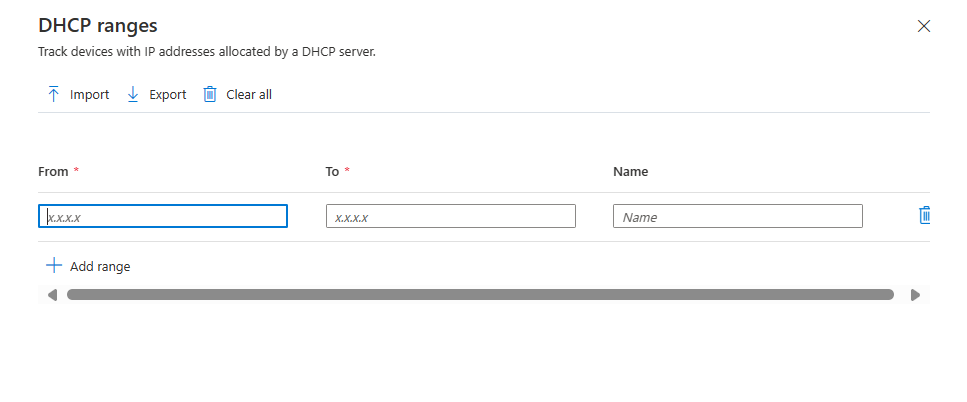 DHCP ranges
Track devices with IP addresses allocated by a DHCP server.
Import Export Clear all
From * To * Name
x.x.x.x x.x.x.x Name
Add range